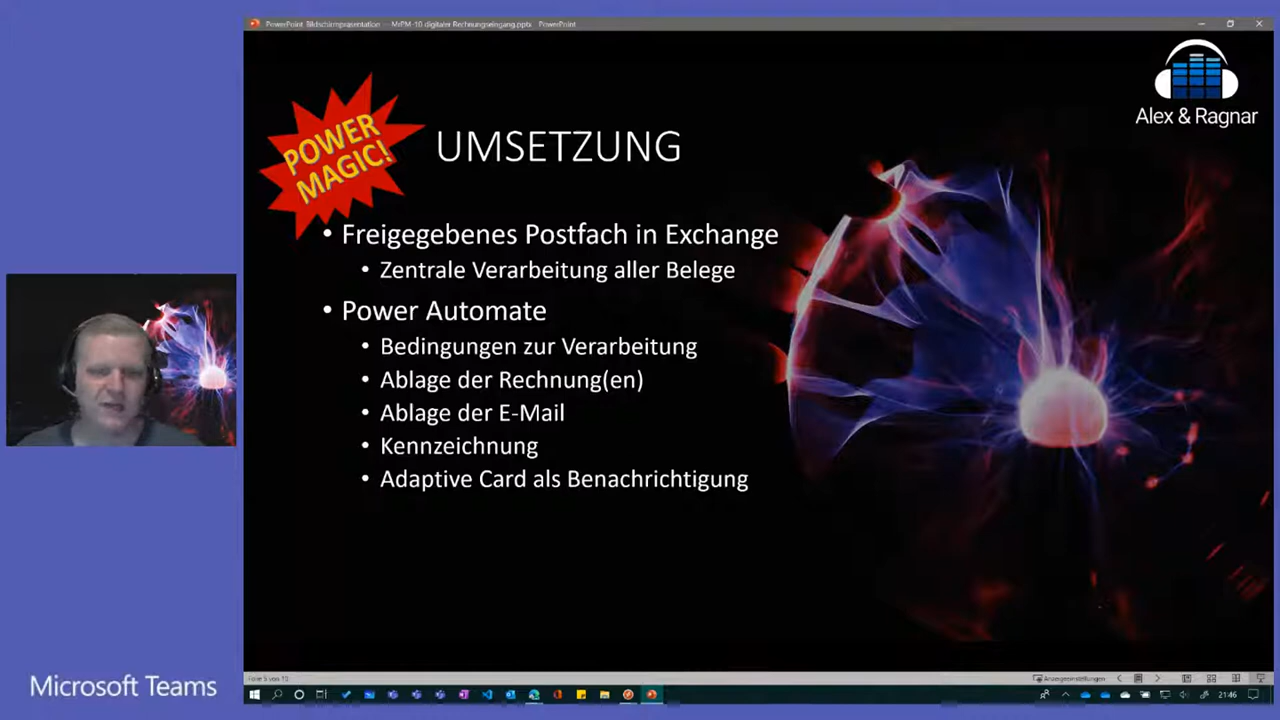 PowerPoint Bildschirmpräsentation — MrPM-10 digitaler Rechnungseingang.pptx PowerPoint
Alex & Ragnar
POWER
MAGIC!
UMSETZUNG
• Freigegebenes Postfach in Exchange
• Zentrale Verarbeitung aller Belege
• Power Automate
• Bedingungen zur Verarbeitung
• Ablage der Rechnung(en)
• Ablage der E-Mail
• Kennzeichnung
• Adaptive Card als Benachrichtigung
Microsoft Teams
Anzeigeeinstellungen
21:46